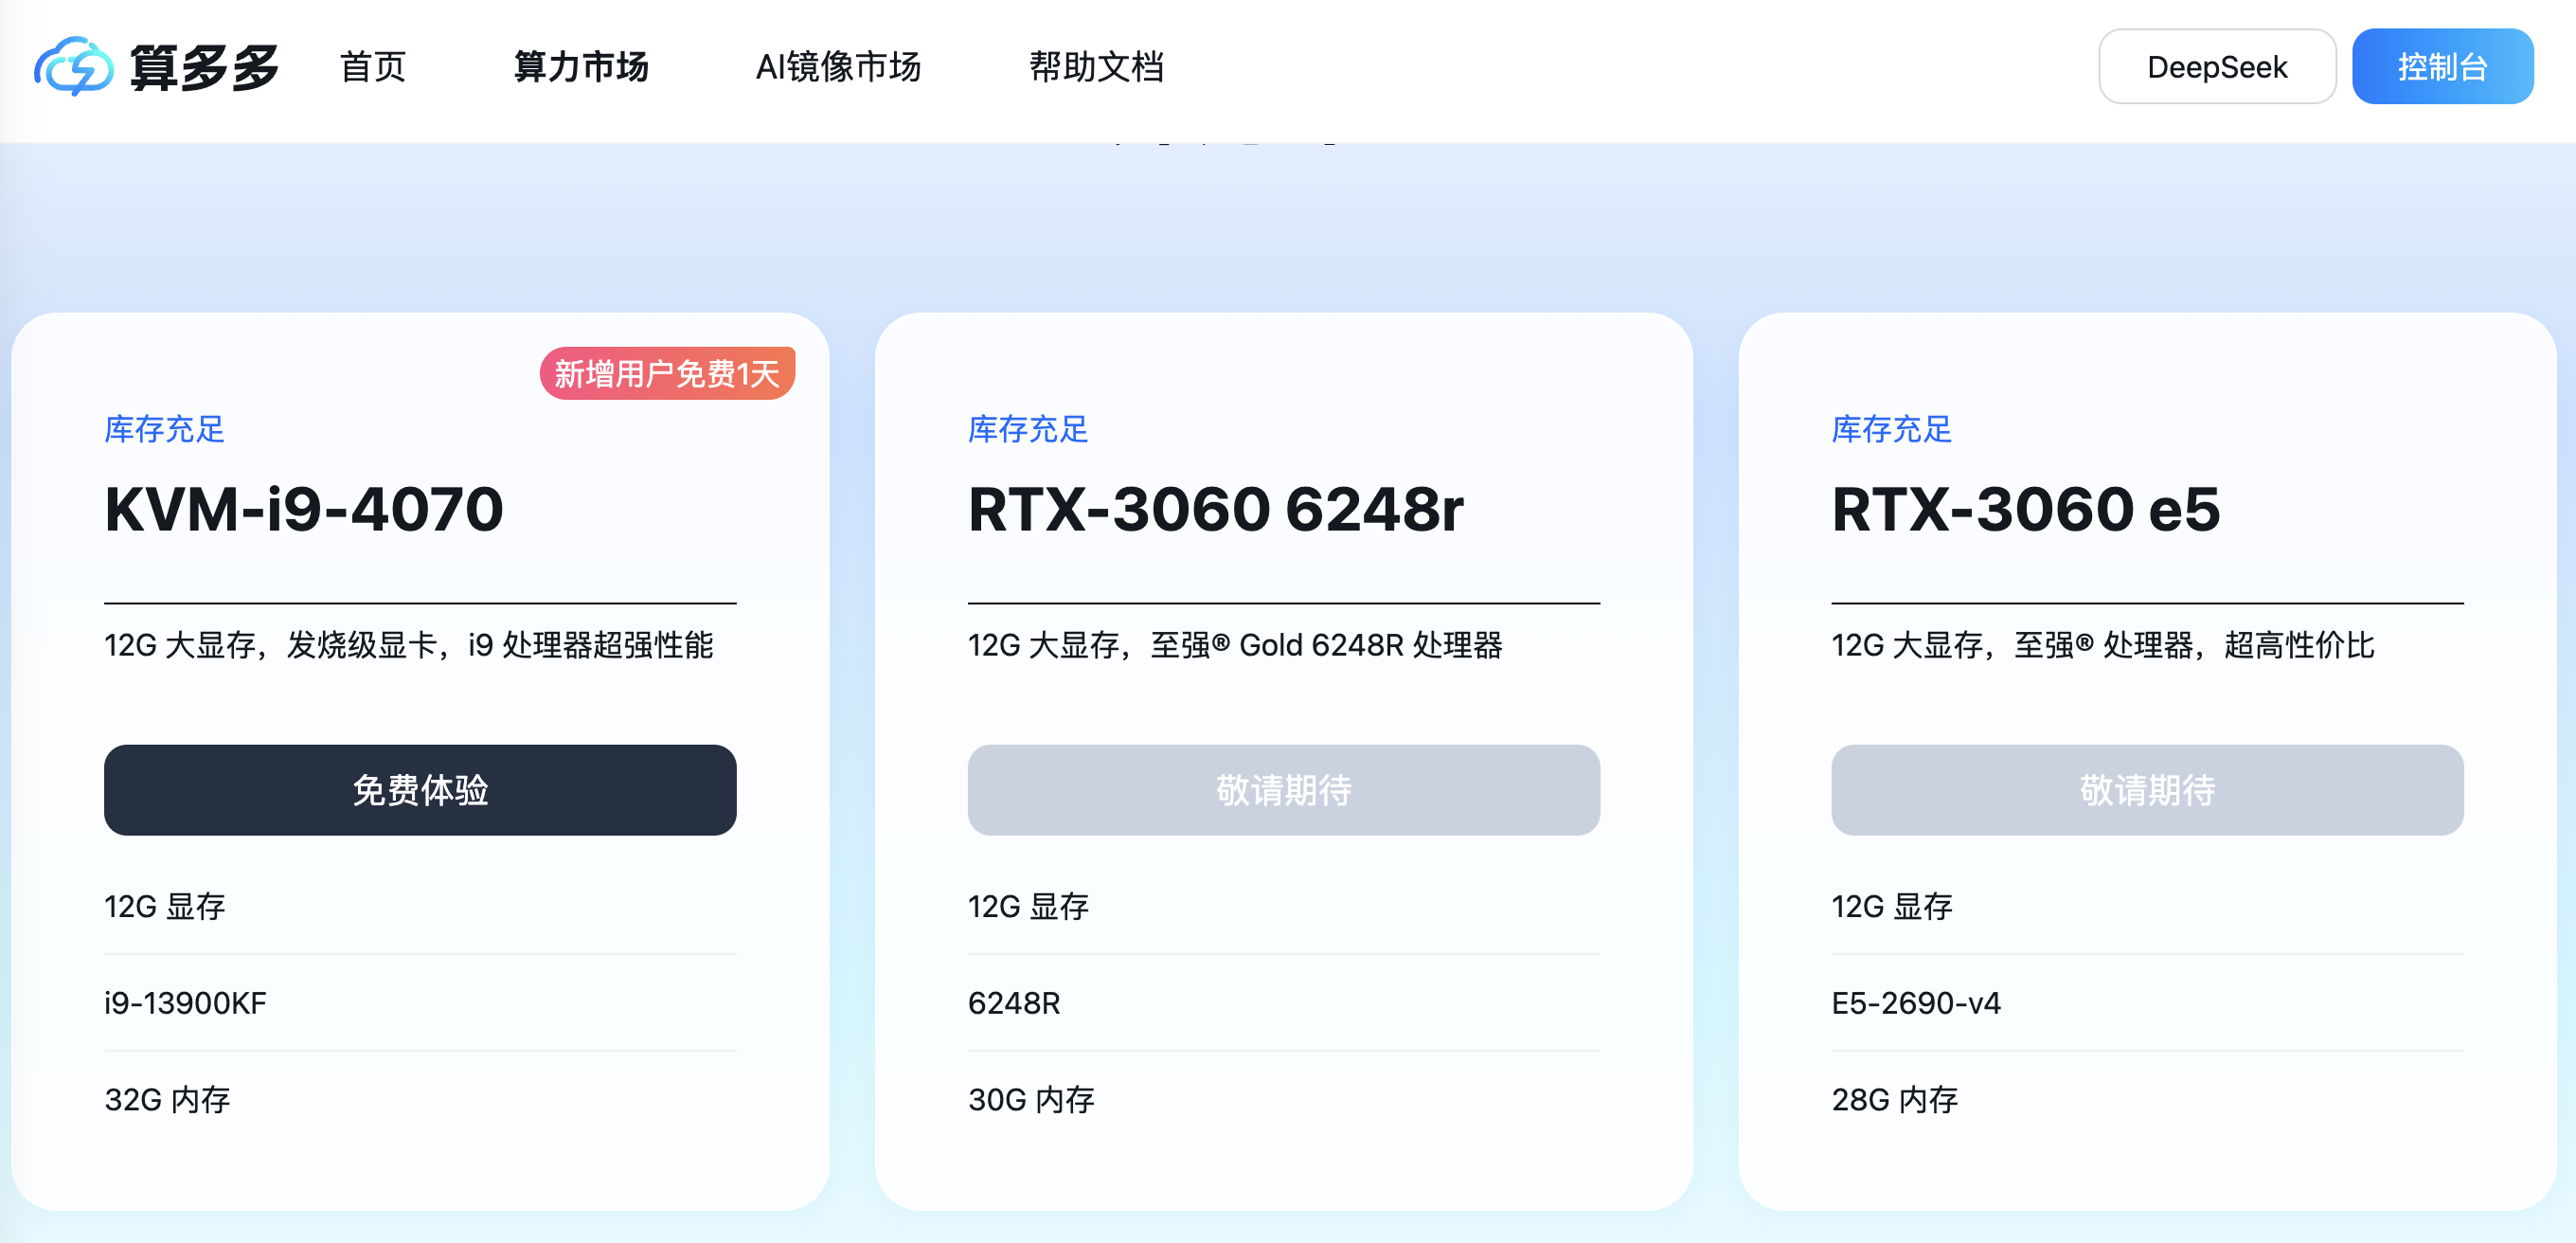 算多多
首页
算力市场
AI镜像市场
帮助文档
DeepSeek
控制台
新增用户免费1天
库存充足
KVM-i9-4070
12G 大显存，发烧级显卡，i9 处理器超强性能
免费体验
12G 显存
i9-13900KF
32G 内存
库存充足
RTX-3060 6248r
12G 大显存，至强® Gold 6248R 处理器
敬请期待
12G 显存
6248R
30G 内存
库存充足
RTX-3060 e5
12G 大显存，至强® 处理器，超高性价比
敬请期待
12G 显存
E5-2690-v4
28G 内存